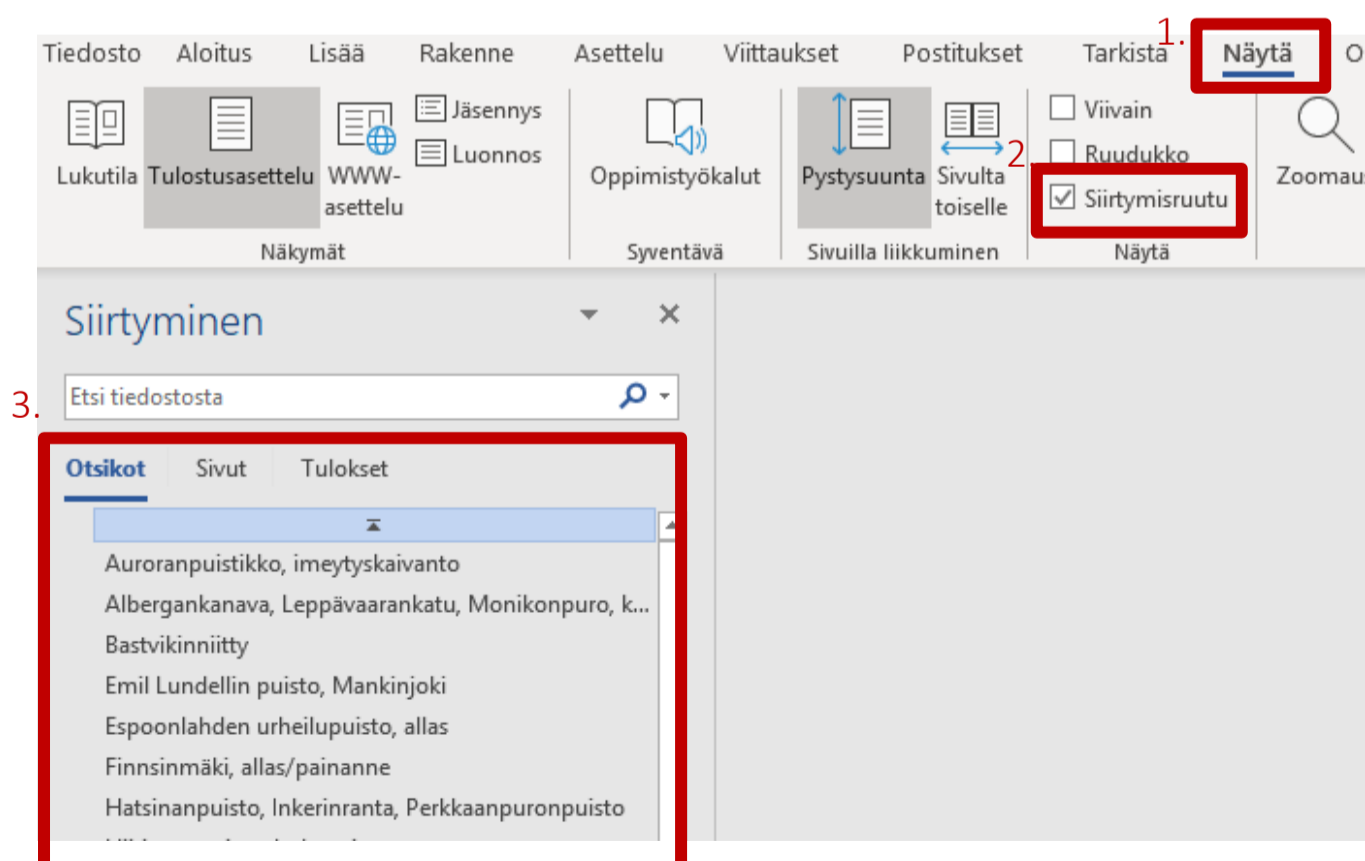 1.
Tiedosto Aloitus Lisää Rakenne Asettelu Viittaukset Postitukset Tarkista Näytä O
Lukutila
Tulostusasettelu
WWW-
asettelu
Jäsennys
Luonnos
Näkymät
Oppimistyökalut
Syventävä
Pystysuunta
Sivulta
toiselle
Sivuilla liikkuminen
2.
Viivain
Ruudukko
Siirtymisruutu
Näytä
Zoomaus
Siirtyminen
3.
Etsi tiedostosta
Otsikot Sivut Tulokset
Auroranpuistikko, imeytyskaivanto
Albergankanava, Leppävaarankatu, Monikonpuro, k...
Bastvikinniitty
Emil Lundellin puisto, Mankinjoki
Espoonlahden urheilupuisto, allas
Finnsinmäki, allas/painanne
Hatsinanpuisto, Inkerinranta, Perkkaanpuronpuisto